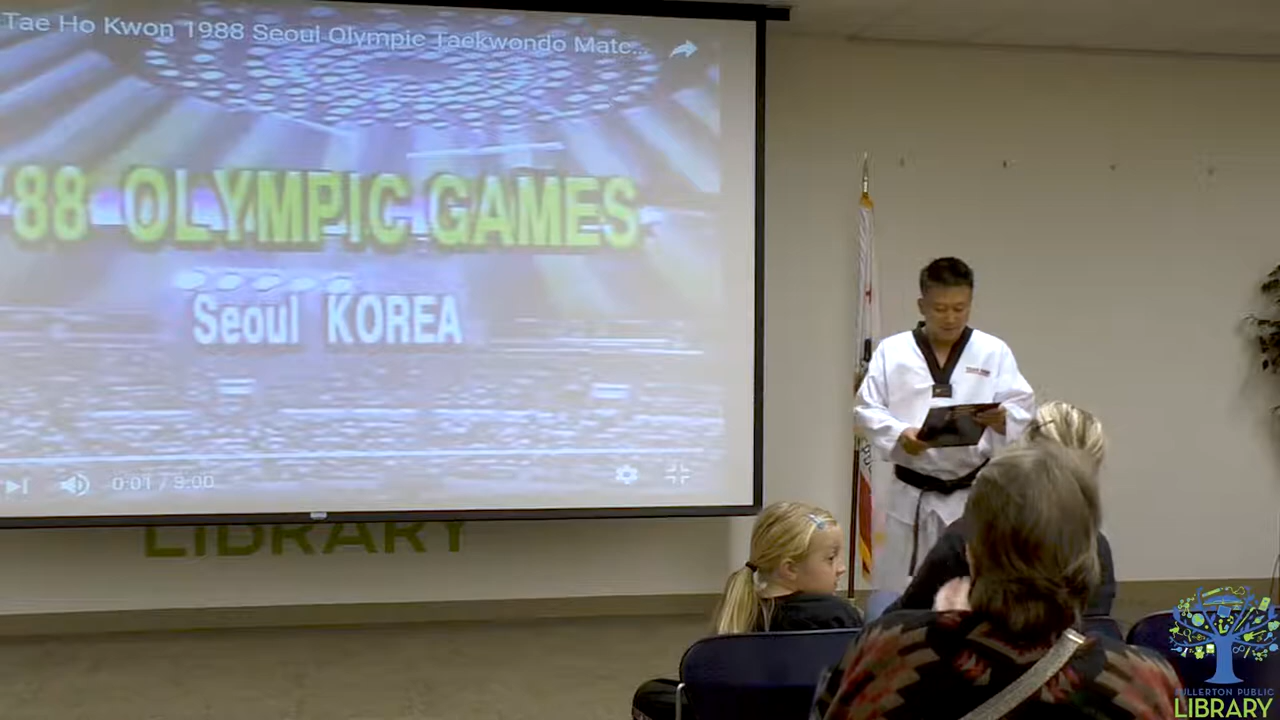 Tae Ho Kwon 1988 Seoul Olympic Taekwondo Matc...
'88 OLYMPIC GAMES
Seoul KOREA
0:01 / 9:00
LIBRARY
FULLERTON PUBLIC
LIBRARY